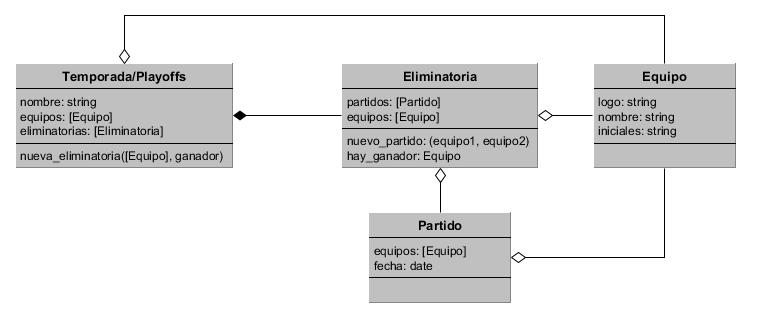 Temporada/Playoffs
nombre: string
equipos: [Equipo]
eliminatorias: [Eliminatoria]
nueva_eliminatoria([Equipo], ganador)
Eliminatoria
partidos: [Partido]
equipos: [Equipo]
nuevo_partido: (equipo1, equipo2)
hay_ganador: Equipo
Equipo
logo: string
nombre: string
iniciales: string
Partido
equipos: [Equipo]
fecha: date